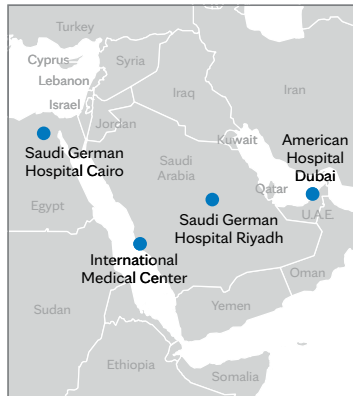 Turkey
Cyprus
Syria
Lebanon
Israel
Iraq
Iran
Jordan
Kuwait
American
Hospital
Dubai
Saudi German
Hospital Cairo
Saudi
Arabia
Qatar
Egypt
Saudi German
Hospital Riyadh
U.A.E.
International
Medical Center
Oman
Sudan
Yemen
Ethiopia
Somalia